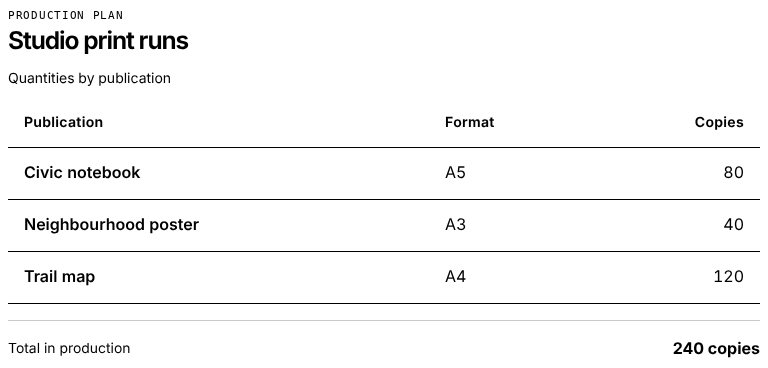 PRODUCTION PLAN
Studio print runs
Quantities by publication
Publication Format Copies
Civic notebook A5 80
Neighbourhood poster A3 40
Trail map A4 120
Total in production 240 copies